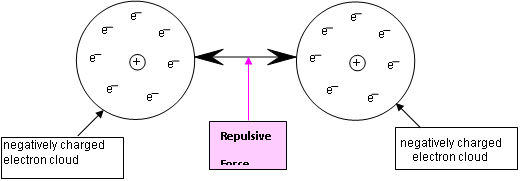 e–
e– e–
e–
+
e–
e–
e–
e–
e– e–
e–
+
e–
e–
e–
Repulsive
Force
negatively charged
electron cloud
negatively charged
electron cloud